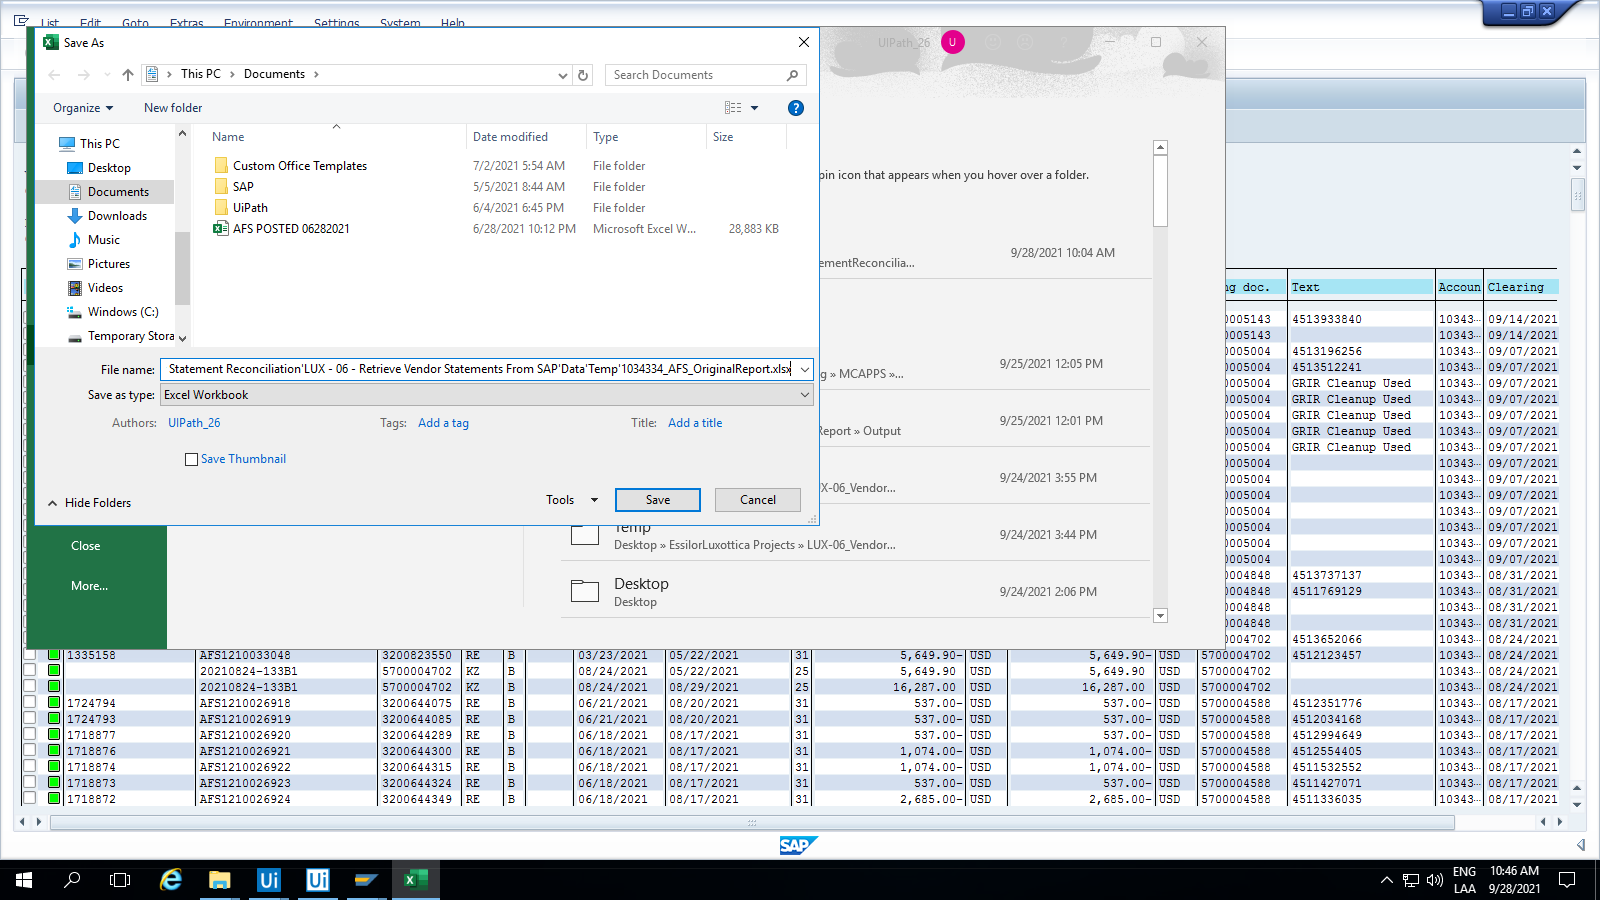 List Edit Goto Extras Environment Settings System Help
Save As
UIPath_26 U
This PC Documents
Search Documents
Organize New folder
Name Date modified Type Size
This PC
Desktop
Documents
Downloads
Music
Pictures
Videos
Windows (C:)
Temporary Stora
Custom Office Templates 7/2/2021 5:54 AM File folder
SAP 5/5/2021 8:44 AM File folder
UiPath 6/4/2021 6:45 PM File folder
AFS POSTED 06282021 6/28/2021 10:12 PM Microsoft Excel W... 28,883 KB
File name: Statement Reconciliation'LUX - 06 - Retrieve Vendor Statements From SAP'Data'Temp'1034334_AFS_OriginalReport.xlsx
Save as type: Excel Workbook
Authors: UIPath_26 Tags: Add a tag Title: Add a title
Save Thumbnail
Hide Folders Tools Save Cancel
pin icon that appears when you hover over a folder.
9/28/2021 10:04 AM
ementReconcilia...
9/25/2021 12:05 PM
g » MCAPPS »...
9/25/2021 12:01 PM
Report » Output
9/24/2021 3:55 PM
X-06_Vendor...
Temp
9/24/2021 3:44 PM
Desktop » EssilorLuxottica Projects » LUX-06_Vendor...
Desktop
9/24/2021 2:06 PM
Desktop
Close
More...
ng doc. Text Accoun Clearing
0005143 4513933840 10343··· 09/14/2021
0005143 10343··· 09/14/2021
0005004 4513196256 10343··· 09/07/2021
0005004 4513512241 10343··· 09/07/2021
0005004 GRIR Cleanup Used 10343··· 09/07/2021
0005004 GRIR Cleanup Used 10343··· 09/07/2021
0005004 GRIR Cleanup Used 10343··· 09/07/2021
0005004 GRIR Cleanup Used 10343··· 09/07/2021
0005004 GRIR Cleanup Used 10343··· 09/07/2021
0005004 10343··· 09/07/2021
0005004 10343··· 09/07/2021
0005004 10343··· 09/07/2021
0005004 10343··· 09/07/2021
0005004 10343··· 09/07/2021
0005004 10343··· 09/07/2021
0005004 10343··· 09/07/2021
0004848 4513737137 10343··· 08/31/2021
0004848 4511769129 10343··· 08/31/2021
0004848 10343··· 08/31/2021
0004848 10343··· 08/31/2021
0004702 4513652066 10343··· 08/24/2021
1335158 AFS1210033048 3200823550 RE B 03/23/2021 05/22/2021 31 5,649.90- USD 5,649.90- USD 5700004702 4512123457 10343··· 08/24/2021
20210824-133B1 5700004702 KZ B 08/24/2021 05/22/2021 25 5,649.90 USD 5,649.90 USD 5700004702 10343··· 08/24/2021
20210824-133B1 5700004702 KZ B 08/24/2021 08/29/2021 25 16,287.00 USD 16,287.00 USD 5700004702 10343··· 08/24/2021
1724794 AFS1210026918 3200644075 RE B 06/21/2021 08/20/2021 31 537.00- USD 537.00- USD 5700004588 4512351776 10343··· 08/17/2021
1724793 AFS1210026919 3200644085 RE B 06/21/2021 08/20/2021 31 537.00- USD 537.00- USD 5700004588 4512034168 10343··· 08/17/2021
1718877 AFS1210026920 3200644289 RE B 06/18/2021 08/17/2021 31 537.00- USD 537.00- USD 5700004588 4512994649 10343··· 08/17/2021
1718876 AFS1210026921 3200644300 RE B 06/18/2021 08/17/2021 31 1,074.00- USD 1,074.00- USD 5700004588 4512554405 10343··· 08/17/2021
1718874 AFS1210026922 3200644315 RE B 06/18/2021 08/17/2021 31 1,074.00- USD 1,074.00- USD 5700004588 4511532552 10343··· 08/17/2021
1718873 AFS1210026923 3200644324 RE B 06/18/2021 08/17/2021 31 537.00- USD 537.00- USD 5700004588 4511427071 10343··· 08/17/2021
1718872 AFS1210026924 3200644349 RE B 06/18/2021 08/17/2021 31 2,685.00- USD 2,685.00- USD 5700004588 4511336035 10343··· 08/17/2021
SAP
Ui Ui
ENG
LAA
10:46 AM
9/28/2021